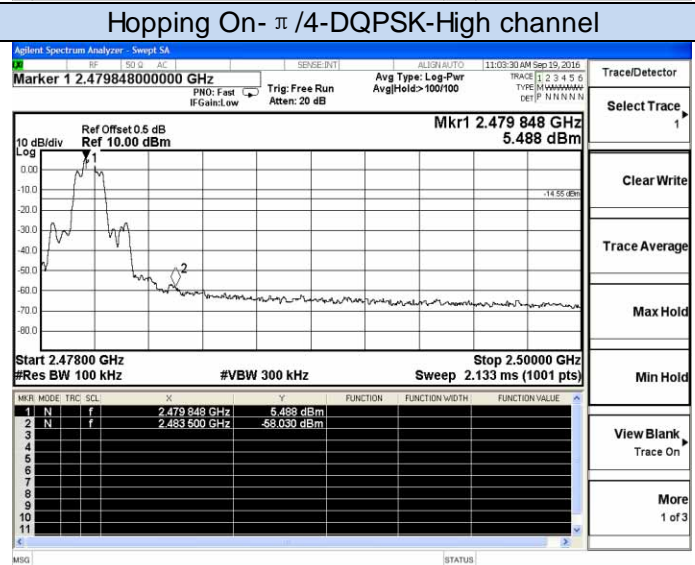 Hopping On- π/4-DQPSK-High channel
Agilent Spectrum Analyzer - Swept SA
RF 50 Ω AC SENSE:INT ALIGNAUTO 11:03:30 AM Sep 19, 2016
Marker 1 2.479848000000 GHz
PNO: Fast
IFGain:Low
Trig: Free Run
Atten: 20 dB
Avg Type: Log-Pwr
Avg|Hold:>100/100
TRACE 1 2 3 4 5 6
TYPE M
DET P N N N N N
Ref Offset 0.5 dB
10 dB/div Ref 10.00 dBm
Mkr1 2.479 848 GHz
5.488 dBm
Log
1
0.00
-10.0
-14.55 dBm
-20.0
-30.0
-40.0
-50.0
2
-60.0
-70.0
-80.0
Start 2.47800 GHz
Stop 2.50000 GHz
#Res BW 100 kHz #VBW 300 kHz Sweep 2.133 ms (1001 pts)
MKR MODE TRC SCL X Y FUNCTION FUNCTION WIDTH FUNCTION VALUE
1 N f 2.479 848 GHz 5.488 dBm
2 N f 2.483 500 GHz -58.030 dBm
3
4
5
6
7
8
9
10
11
MSG STATUS
Trace/Detector
Select Trace
1
Clear Write
Trace Average
Max Hold
Min Hold
View Blank
Trace On
More
1 of 3